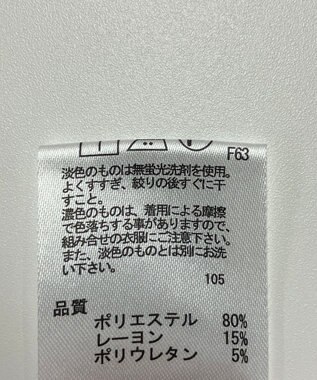 F63
淡色のものは無蛍光洗剤を使用。
よくすすぎ、絞りの後すぐに干
すこと。
濃色のものは、着用による摩擦
で色落ちする事がありますので、
組み合せの衣服にご注意下さい。
また、淡色のものとは別にお洗
い下さい。
105
品質
ポリエステル 80%
レーヨン 15%
ポリウレタン 5%